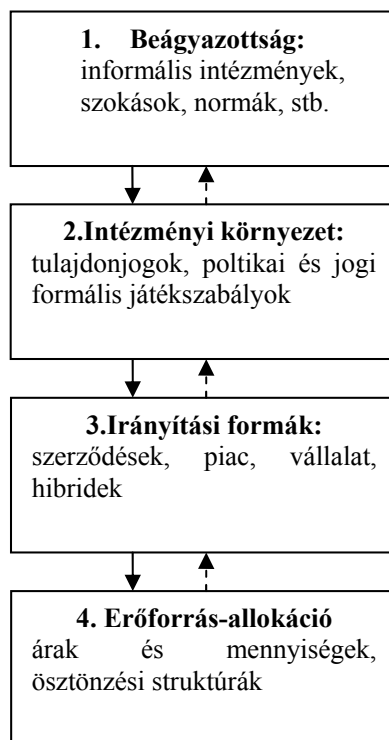 1. Beágyazottság:
informális intézmények,
szokások, normák, stb.
2.Intézményi környezet:
tulajdonjogok, poltikai és jogi
formális játékszabályok
3.Irányítási formák:
szerződések, piac, vállalat,
hibridek
4. Erőforrás-allokáció
árak és mennyiségek,
ösztönzési struktúrák